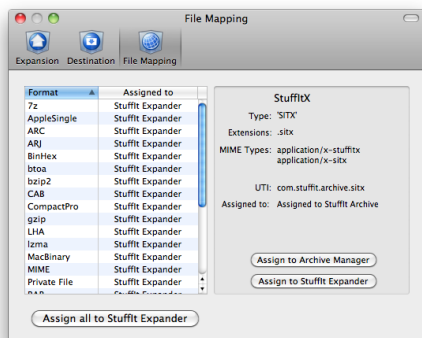 File Mapping
Expansion Destination File Mapping
Format Assigned to
7z StuffIt Expander
AppleSingle StuffIt Expander
ARC StuffIt Expander
ARJ StuffIt Expander
BinHex StuffIt Expander
btoa StuffIt Expander
bzip2 StuffIt Expander
CAB StuffIt Expander
CompactPro StuffIt Expander
gzip StuffIt Expander
LHA StuffIt Expander
lzma StuffIt Expander
MacBinary StuffIt Expander
MIME StuffIt Expander
Private File StuffIt Expander
RAR StuffIt Expander
StuffItX
Type: 'SITX'
Extensions: .sitx
MIME Types: application/x-stuffitx
application/x-sitx
UTI: com.stuffit.archive.sitx
Assigned to: Assigned to StuffIt Archive
Assign to Archive Manager
Assign to StuffIt Expander
Assign all to StuffIt Expander